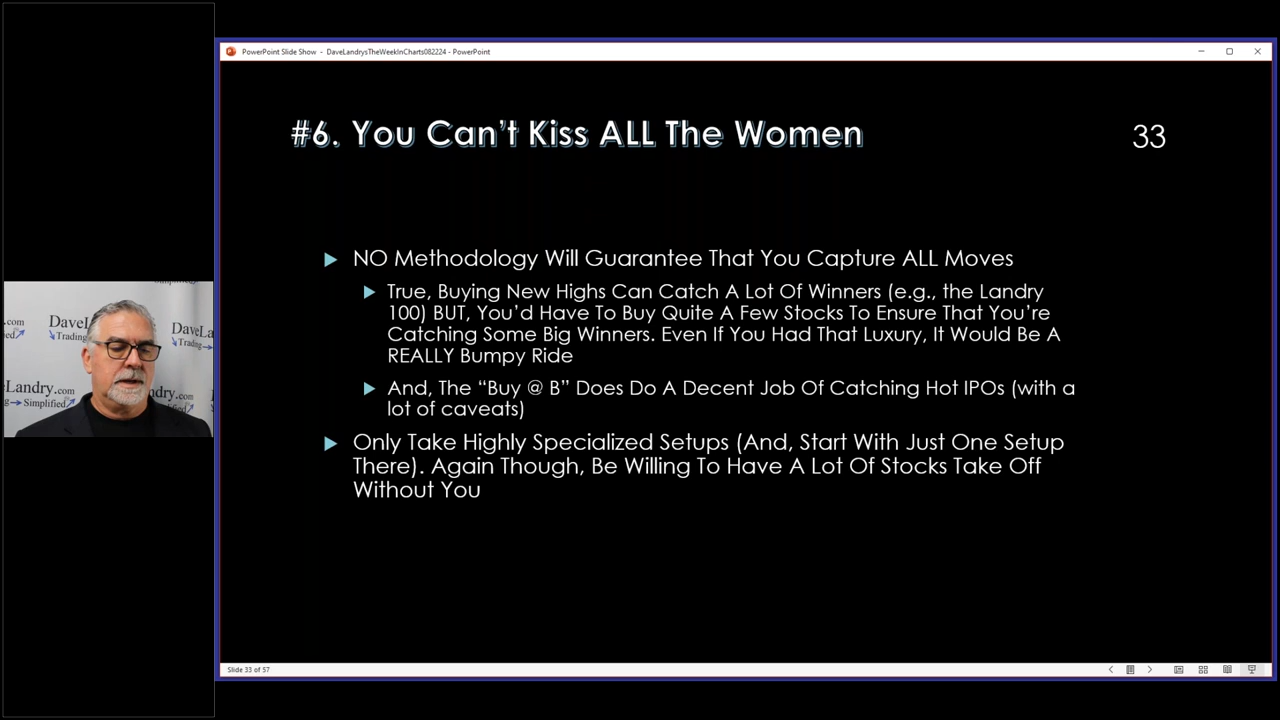 PowerPoint Slide Show - DaveLandrysTheWeekInCharts082224 - PowerPoint
#6. You Can't Kiss ALL The Women
33
NO Methodology Will Guarantee That You Capture ALL Moves
True, Buying New Highs Can Catch A Lot Of Winners (e.g., the Landry
100) BUT, You'd Have To Buy Quite A Few Stocks To Ensure That You're
Catching Some Big Winners. Even If You Had That Luxury, It Would Be A
REALLY Bumpy Ride
And, The “Buy @ B” Does Do A Decent Job Of Catching Hot IPOs (with a
lot of caveats)
Only Take Highly Specialized Setups (And, Start With Just One Setup
There). Again Though, Be Willing To Have A Lot Of Stocks Take Off
Without You
.com
DaveLa
Trading
DaveLa
Trading
eLandry.com
Simplified
Slide 33 of 57